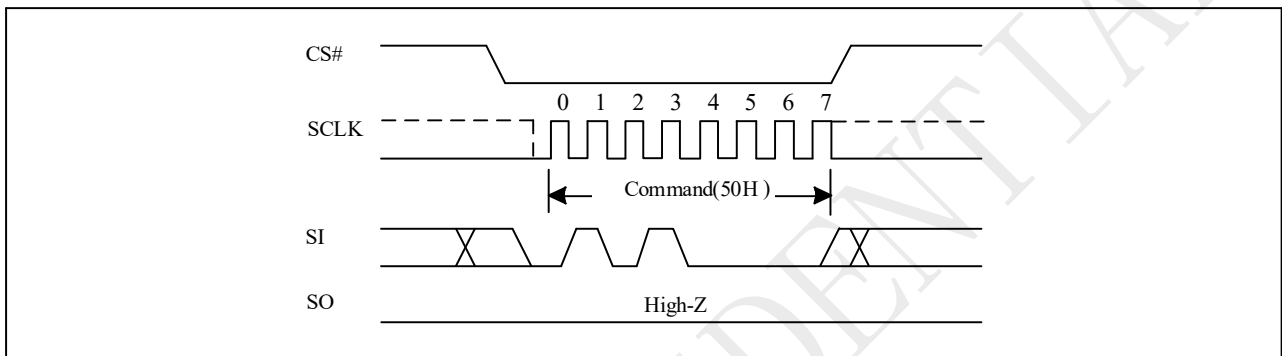 CS#
0 1 2 3 4 5 6 7
SCLK
Command(50H )
SI
SO
High-Z